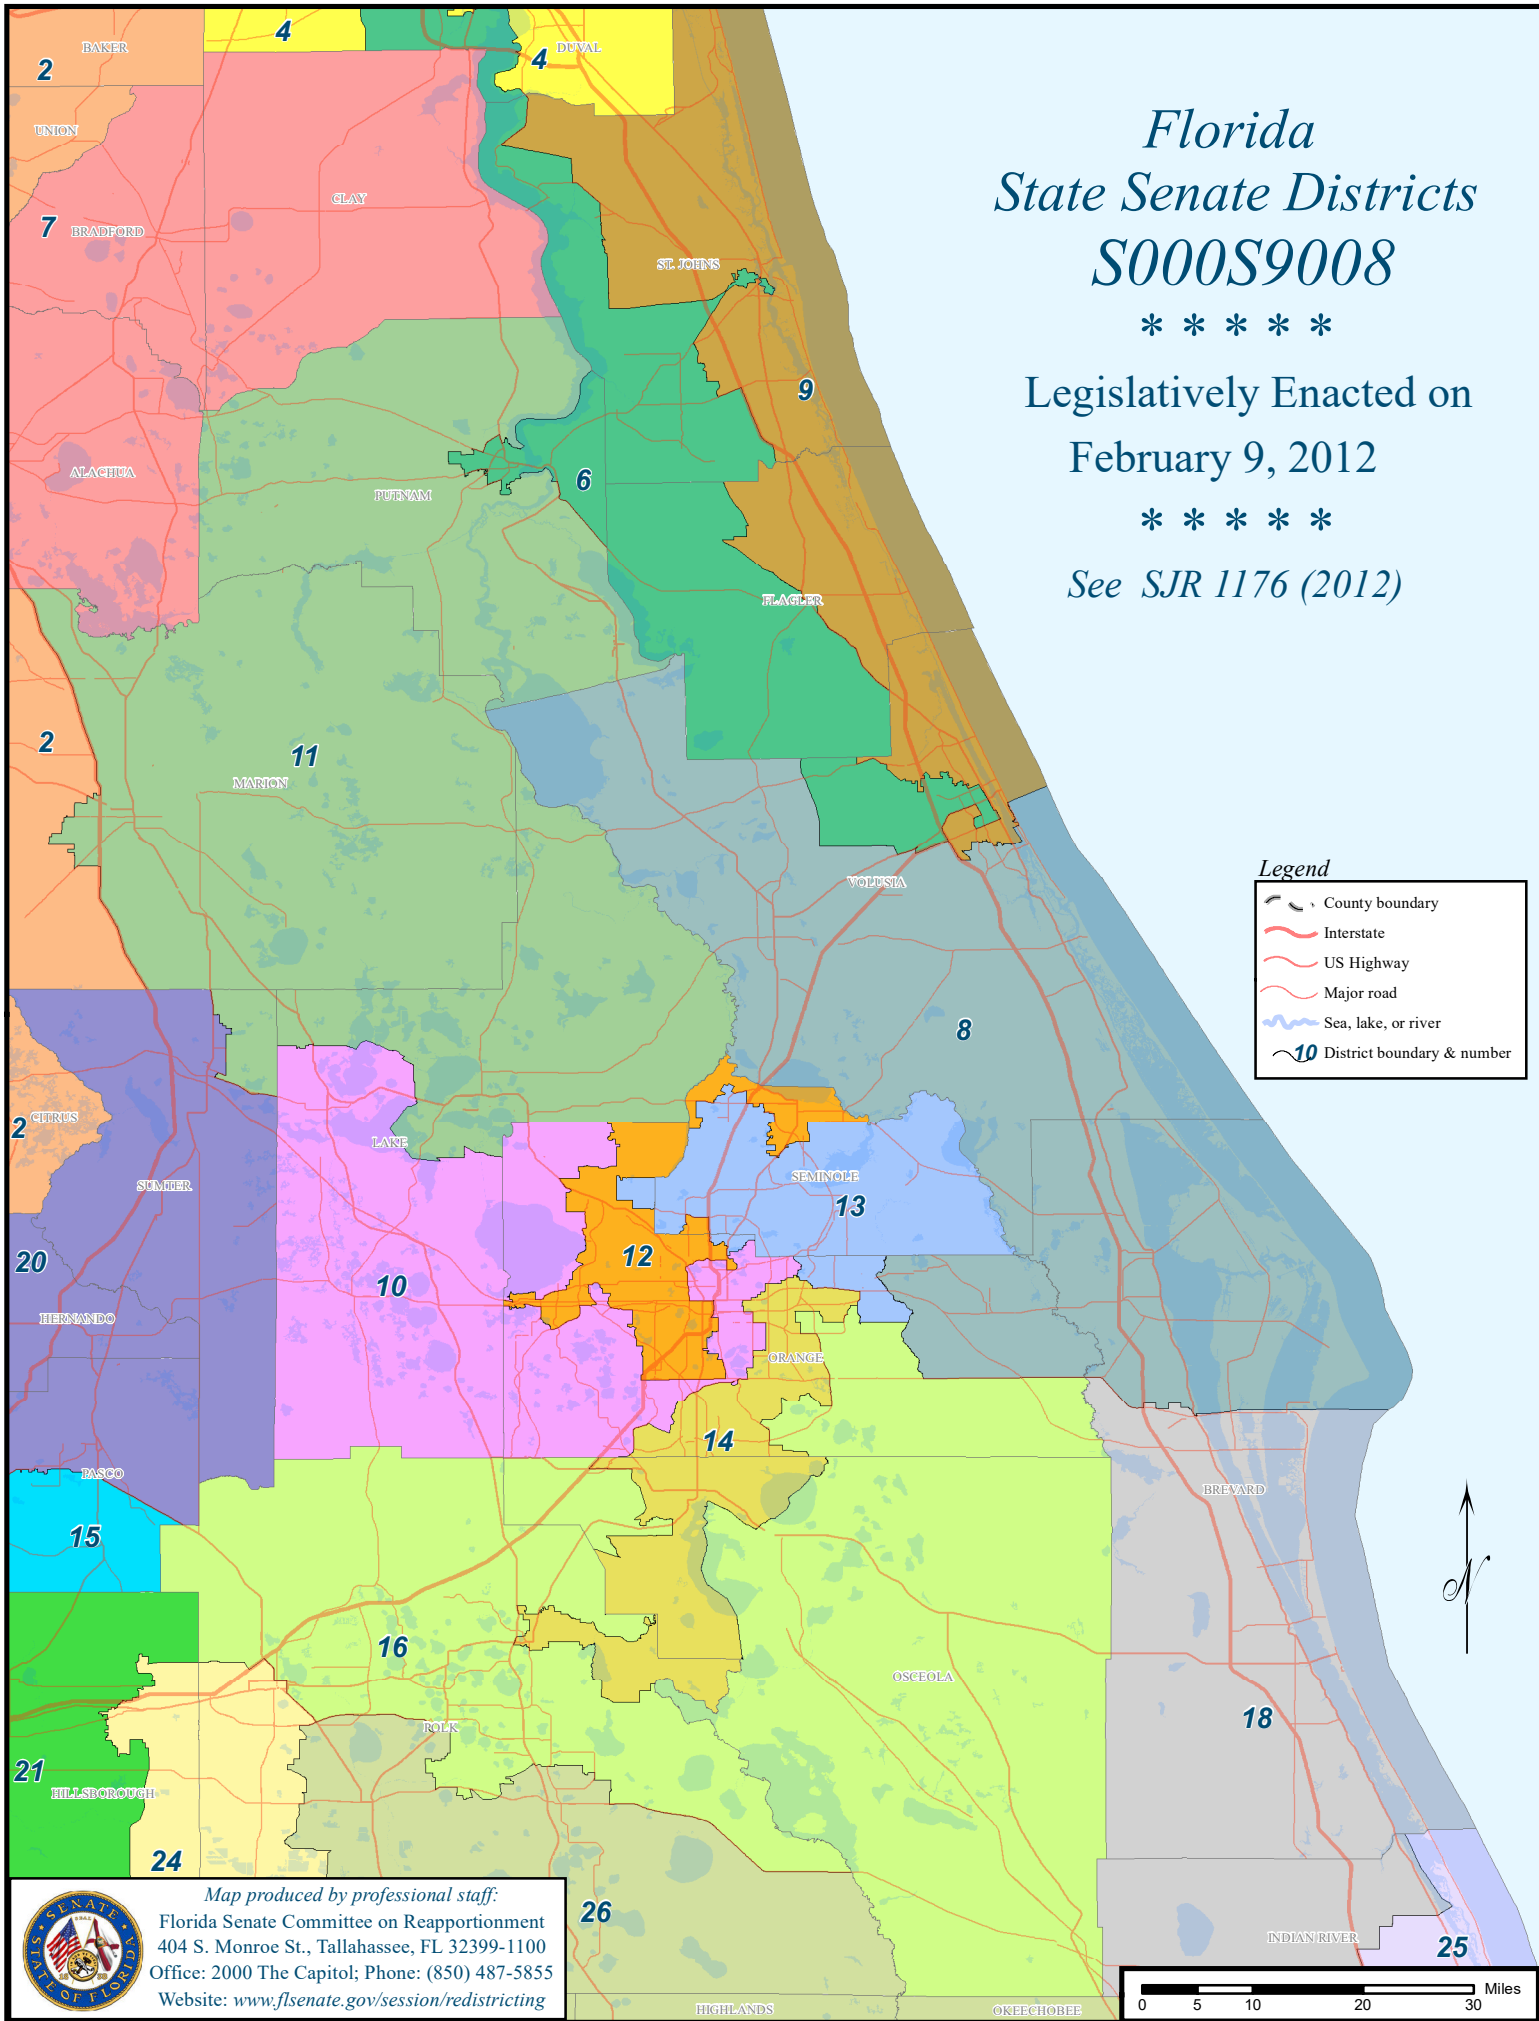 Florida
State Senate Districts
S000S9008
* * * * *
Legislatively Enacted on
February 9, 2012
* * * * *
See SJR 1176 (2012)
4
BAKER
2
4
DUVAL
UNION
CLAY
7
BRADFORD
ST. JOHNS
9
ALACHUA
6
PUTNAM
FLAGLER
2
11
MARION
VOLUSIA
8
Legend
County boundary
Interstate
US Highway
Major road
Sea, lake, or river
10 District boundary & number
2
CITRUS
LAKE
SUMTER
SEMINOLE
13
20
10
12
HERNANDO
ORANGE
14
PASCO
BREVARD
15
N
16
OSCEOLA
18
POLK
21
HILLSBOROUGH
24
26
INDIAN RIVER
25
HIGHLANDS
OKEECHOBEE
Map produced by professional staff:
Florida Senate Committee on Reapportionment
404 S. Monroe St., Tallahassee, FL 32399-1100
Office: 2000 The Capitol; Phone: (850) 487-5855
Website: www.flsenate.gov/session/redistricting
SENATE
STATE OF FLORIDA
Miles
0 5 10 20 30